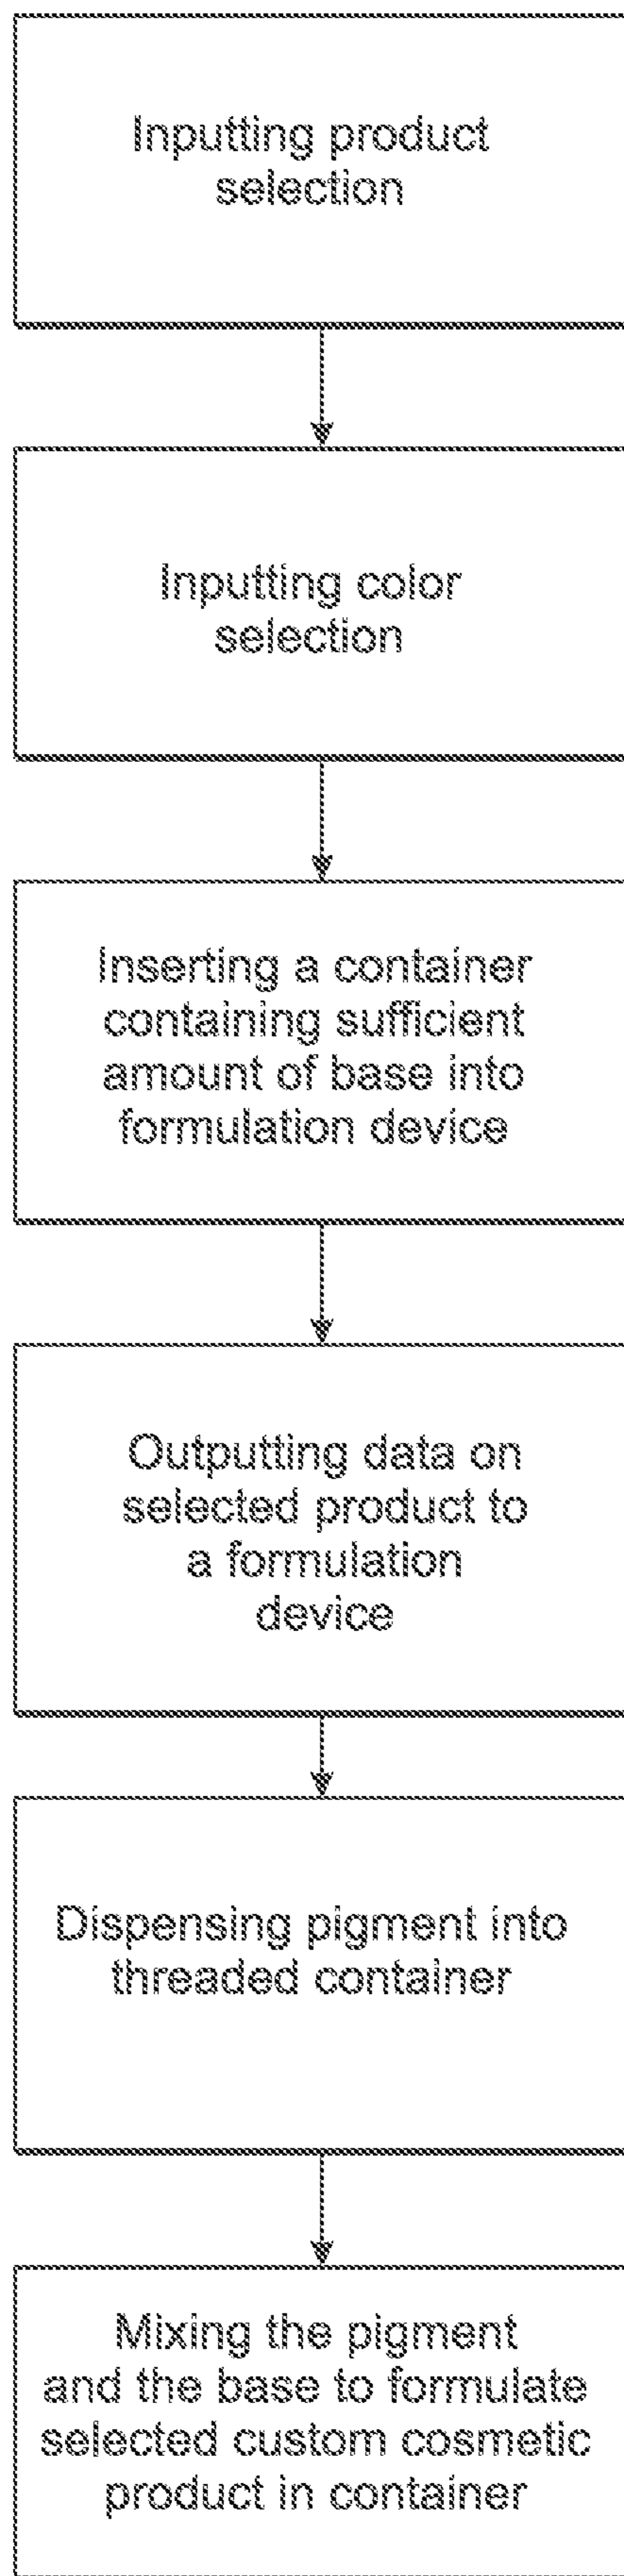 Inputting product
selection
Inputting color
selection
Inserting a container
containing sufficient
amount of base into
formulation device
Outputting data on
selected product to
a formulation
device
Dispensing pigment into
threaded container
Mixing the pigment
and the base to formulate
selected custom cosmetic
product in container